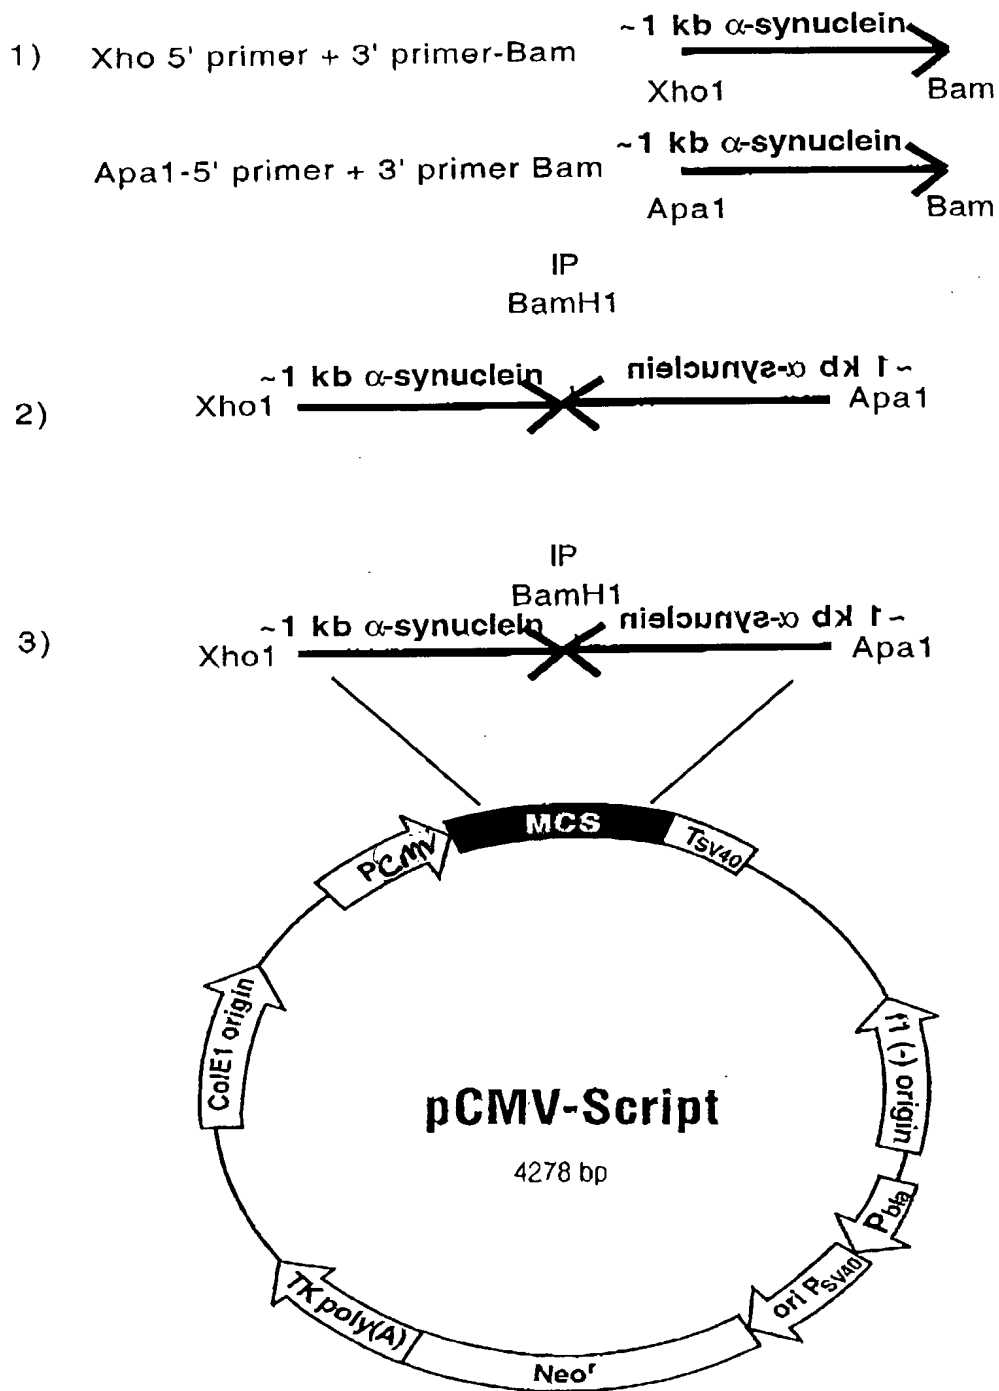 1) Xho 5' primer + 3' primer-Bam
~1 kb α-synuclein
Xho1 Bam
Apa1-5' primer + 3' primer Bam
~1 kb α-synuclein
Apa1 Bam
IP
BamH1
2) Xho1 ~1 kb α-synuclein ~1 kb α-synuclein Apa1
IP
BamH1
3) Xho1 ~1 kb α-synuclein ~1 kb α-synuclein Apa1
MCS
PCMV
TSV40
ColE1 origin
f1 (-) origin
pCMV-Script
4278 bp
Pbla
ori PSV40
TK poly(A)
Neoʳ